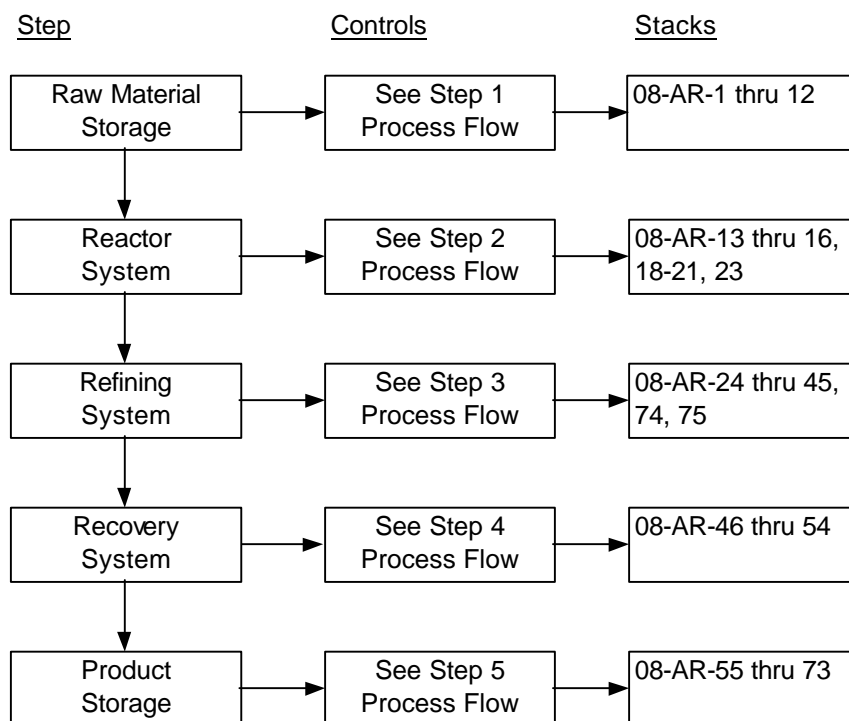 Step Controls Stacks
Raw Material
Storage
See Step 1
Process Flow
08-AR-1 thru 12
Reactor
System
See Step 2
Process Flow
08-AR-13 thru 16,
18-21, 23
Refining
System
See Step 3
Process Flow
08-AR-24 thru 45,
74, 75
Recovery
System
See Step 4
Process Flow
08-AR-46 thru 54
Product
Storage
See Step 5
Process Flow
08-AR-55 thru 73